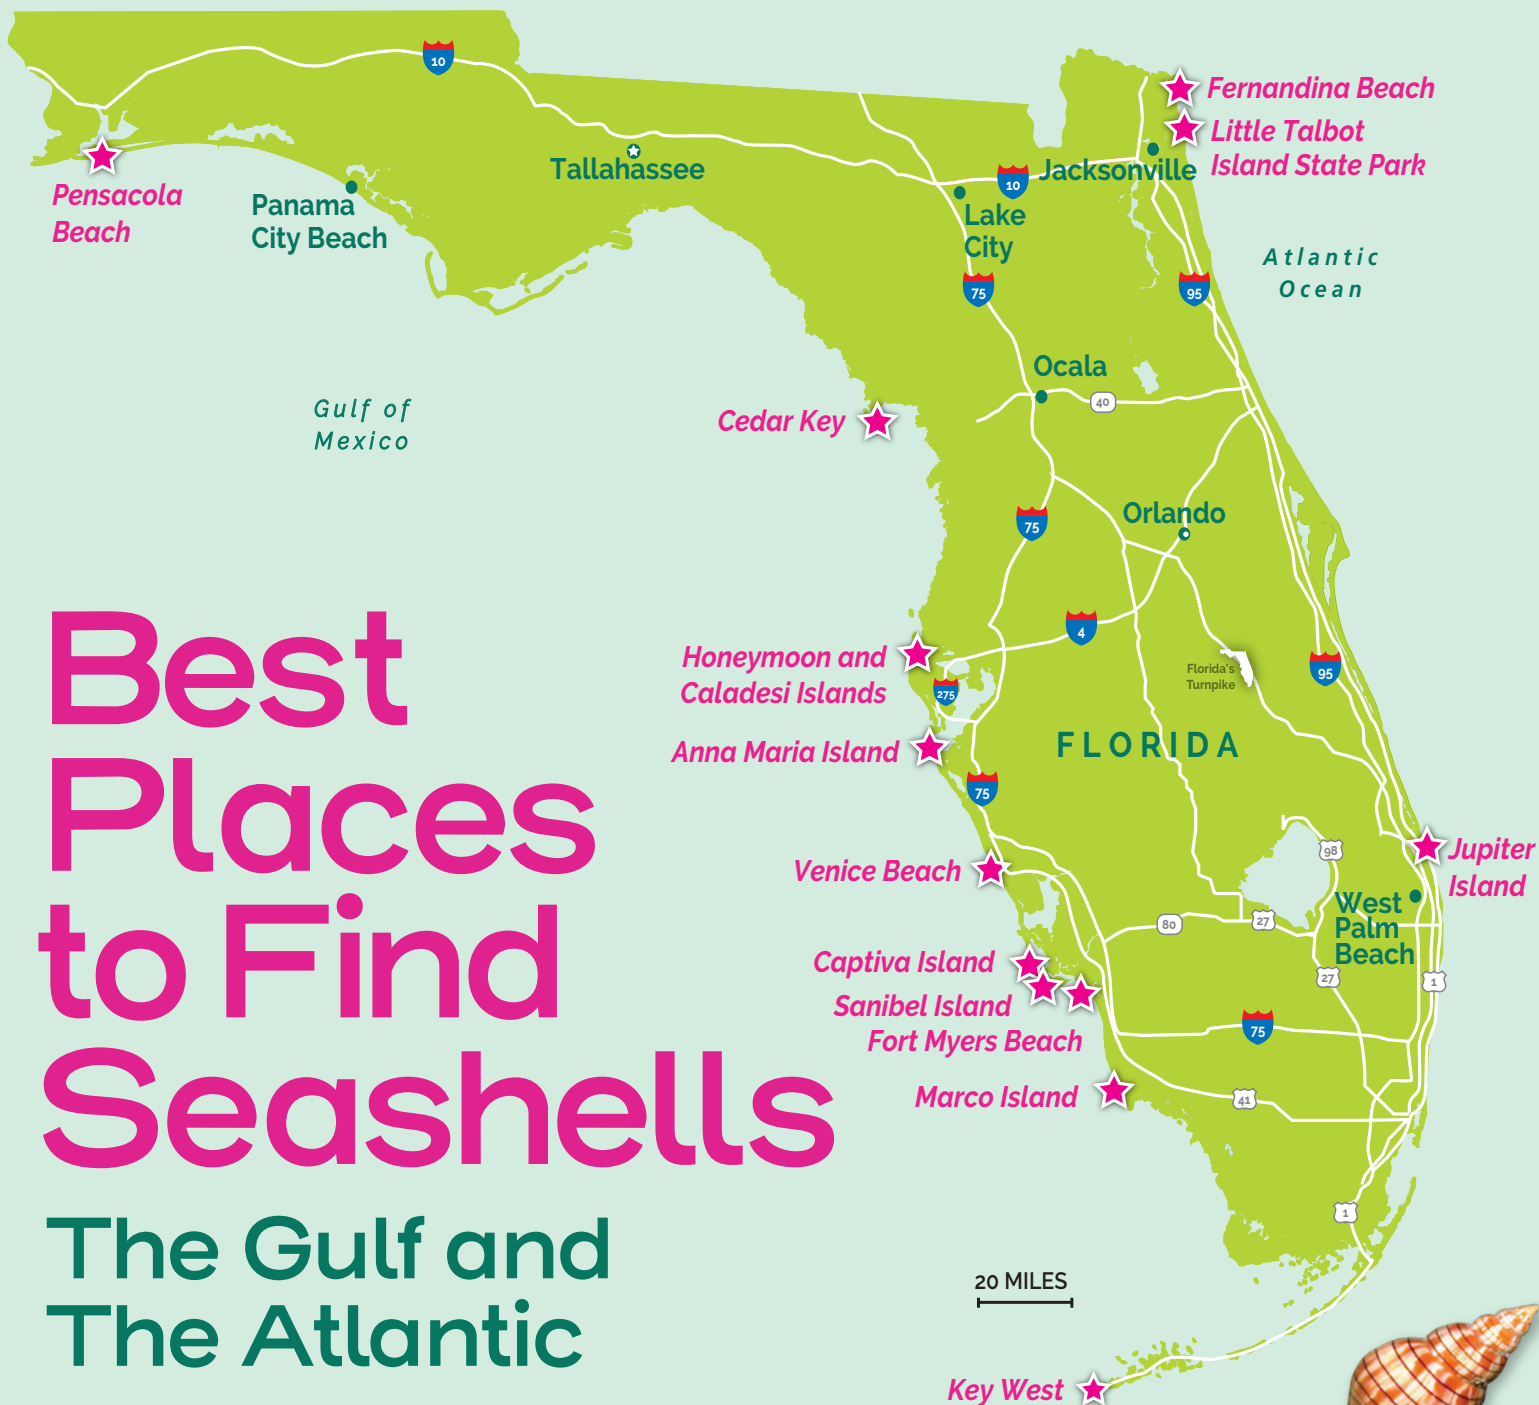 10
Fernandina Beach
Little Talbot
Island State Park
Tallahassee
10
Jacksonville
Pensacola
Beach
Panama
City Beach
Lake
City
Atlantic
Ocean
75
95
Ocala
40
Gulf of
Mexico
Cedar Key
75
Orlando
Best
Places
to Find
Seashells
The Gulf and
The Atlantic
4
Honeymoon and
Caladesi Islands
275
Florida's
Turnpike
95
Anna Maria Island
FLORIDA
75
Venice Beach
98
Jupiter
Island
West
Palm
Beach
80
27
Captiva Island
Sanibel Island
Fort Myers Beach
27
1
75
Marco Island
41
1
20 MILES
Key West